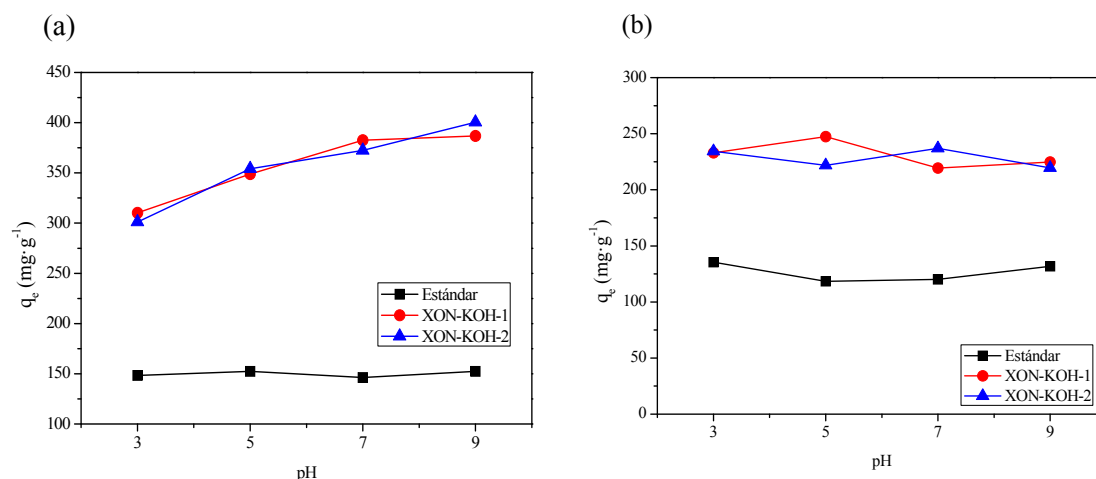 (a)
450
400
350
300
250
200
150
100
qe (mg·g-1)
Estándar
XON-KOH-1
XON-KOH-2
3 5 7 9
pH
(b)
300
250
200
150
100
50
0
qe (mg·g-1)
Estándar
XON-KOH-1
XON-KOH-2
3 5 7 9
pH